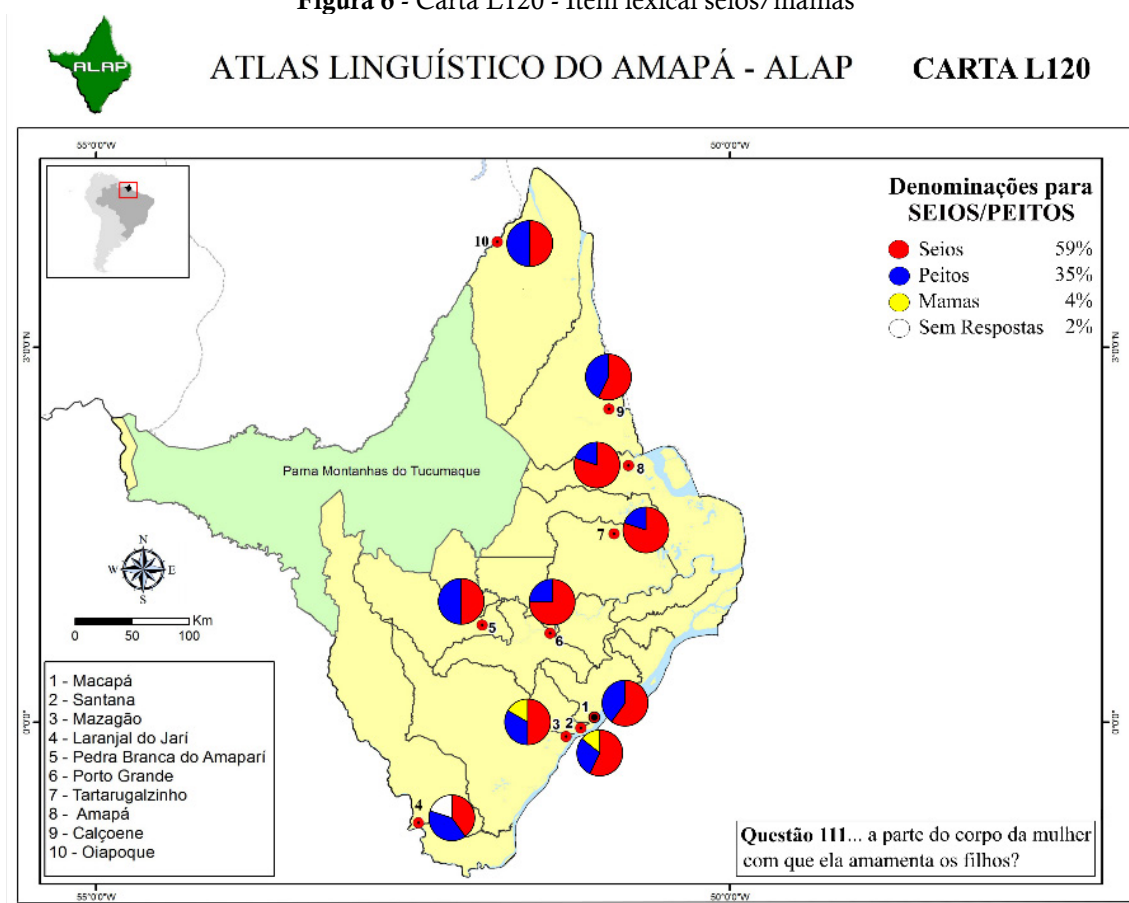 Figura 6 - Carta L120 - Item lexical seios/mamas
ALAP
ATLAS LINGUÍSTICO DO AMAPÁ - ALAP CARTA L120
55°0'0"W 50°0'0"W
Denominações para
SEIOS/PEITOS
Seios 59%
Peitos 35%
Mamas 4%
Sem Respostas 2%
10
3°0'0"N 3°0'0"N
9
8
Parna Montanhas do Tucumaque
7
N
W E
S
Km
0 50 100
5
6
1 - Macapá
2 - Santana
3 - Mazagão
4 - Laranjal do Jarí
5 - Pedra Branca do Amaparí
6 - Porto Grande
7 - Tartarugalzinho
8 - Amapá
9 - Calçoene
10 - Oiapoque
1
3 2
0°0'0" 0°0'0"
4
Questão 111... a parte do corpo da mulher
com que ela amamenta os filhos?
55°0'0"W 50°0'0"W